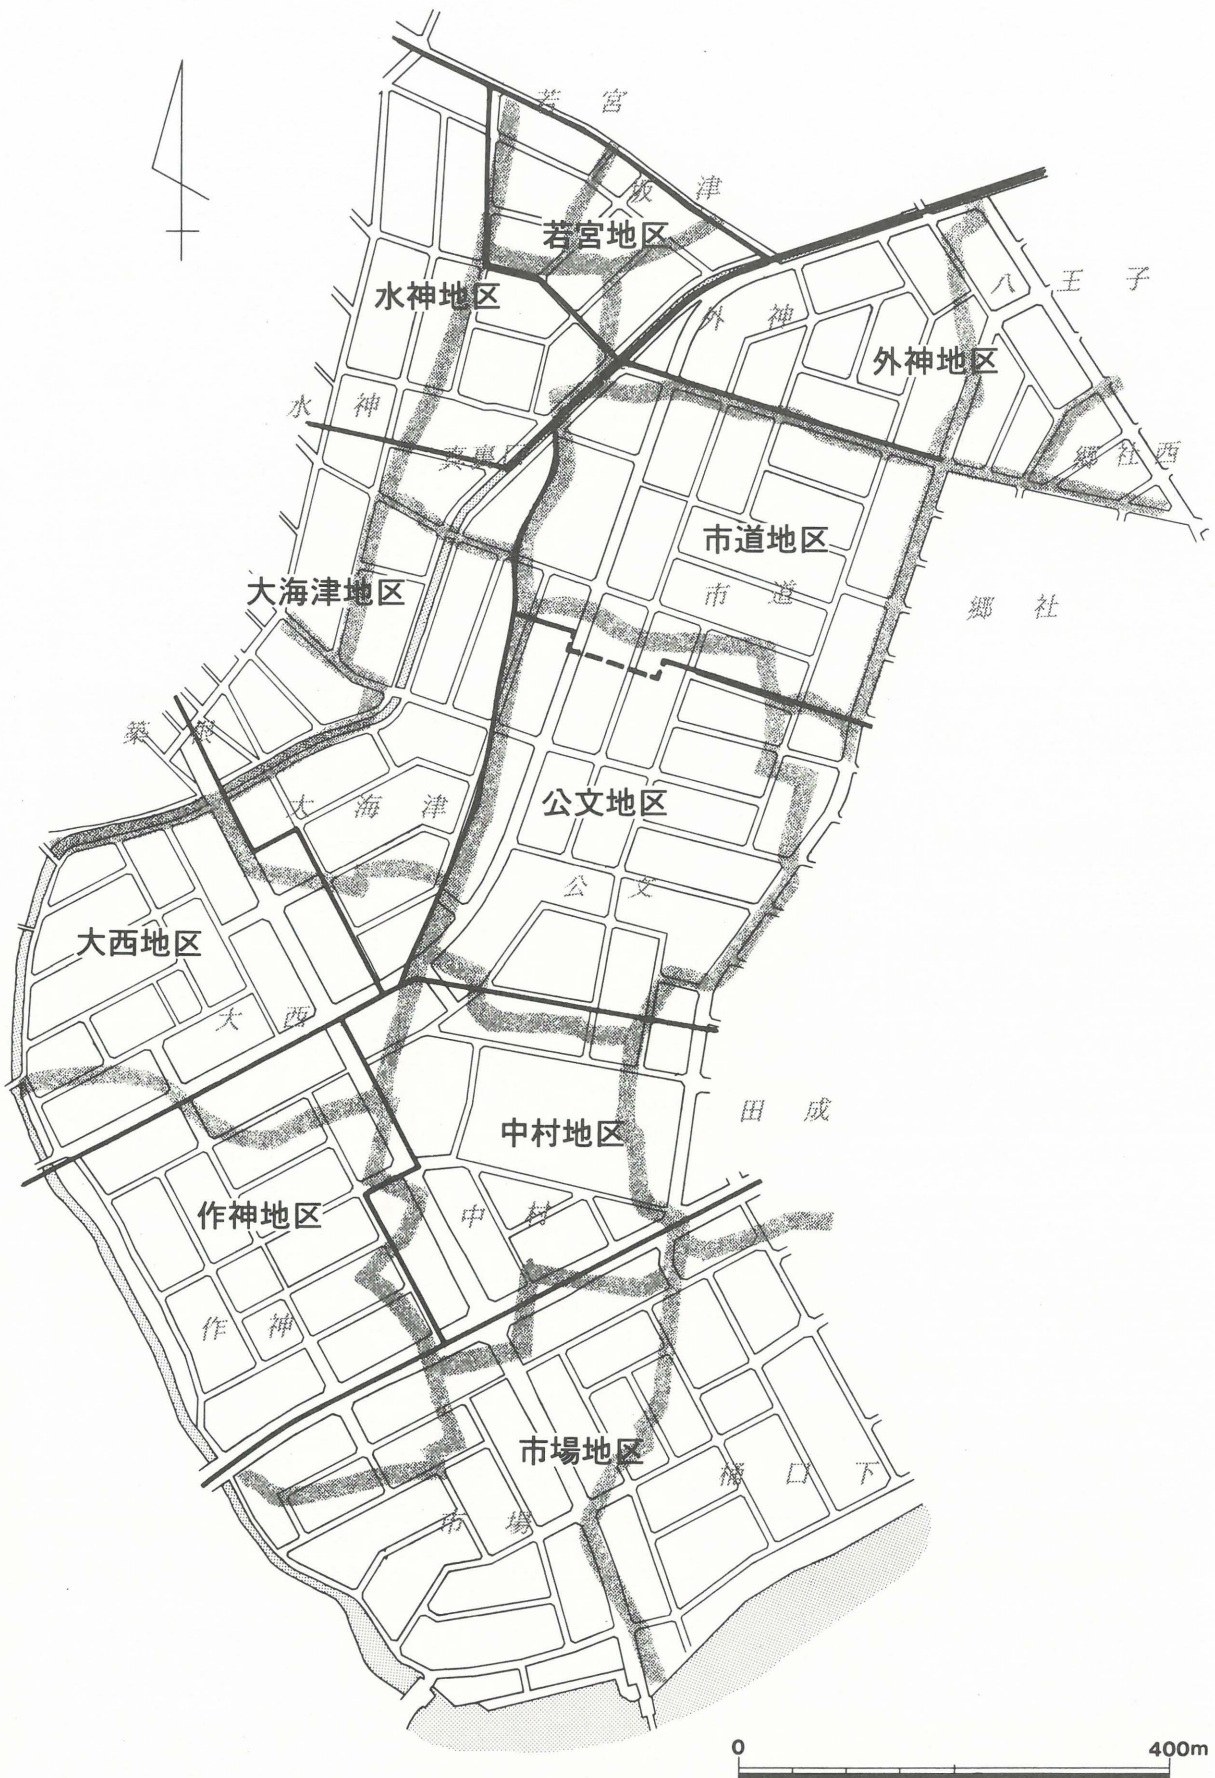 若宮
坂津
若宮地区
八王子
水神地区
外神
外神地区
水神
郷社西
市道地区
大海津地区
市道
郷社
築樋
公文地区
大海津
公文
大西地区
大西
田成
中村地区
作神地区
中村
作神
市場地区
桶口下
市場
0
400m